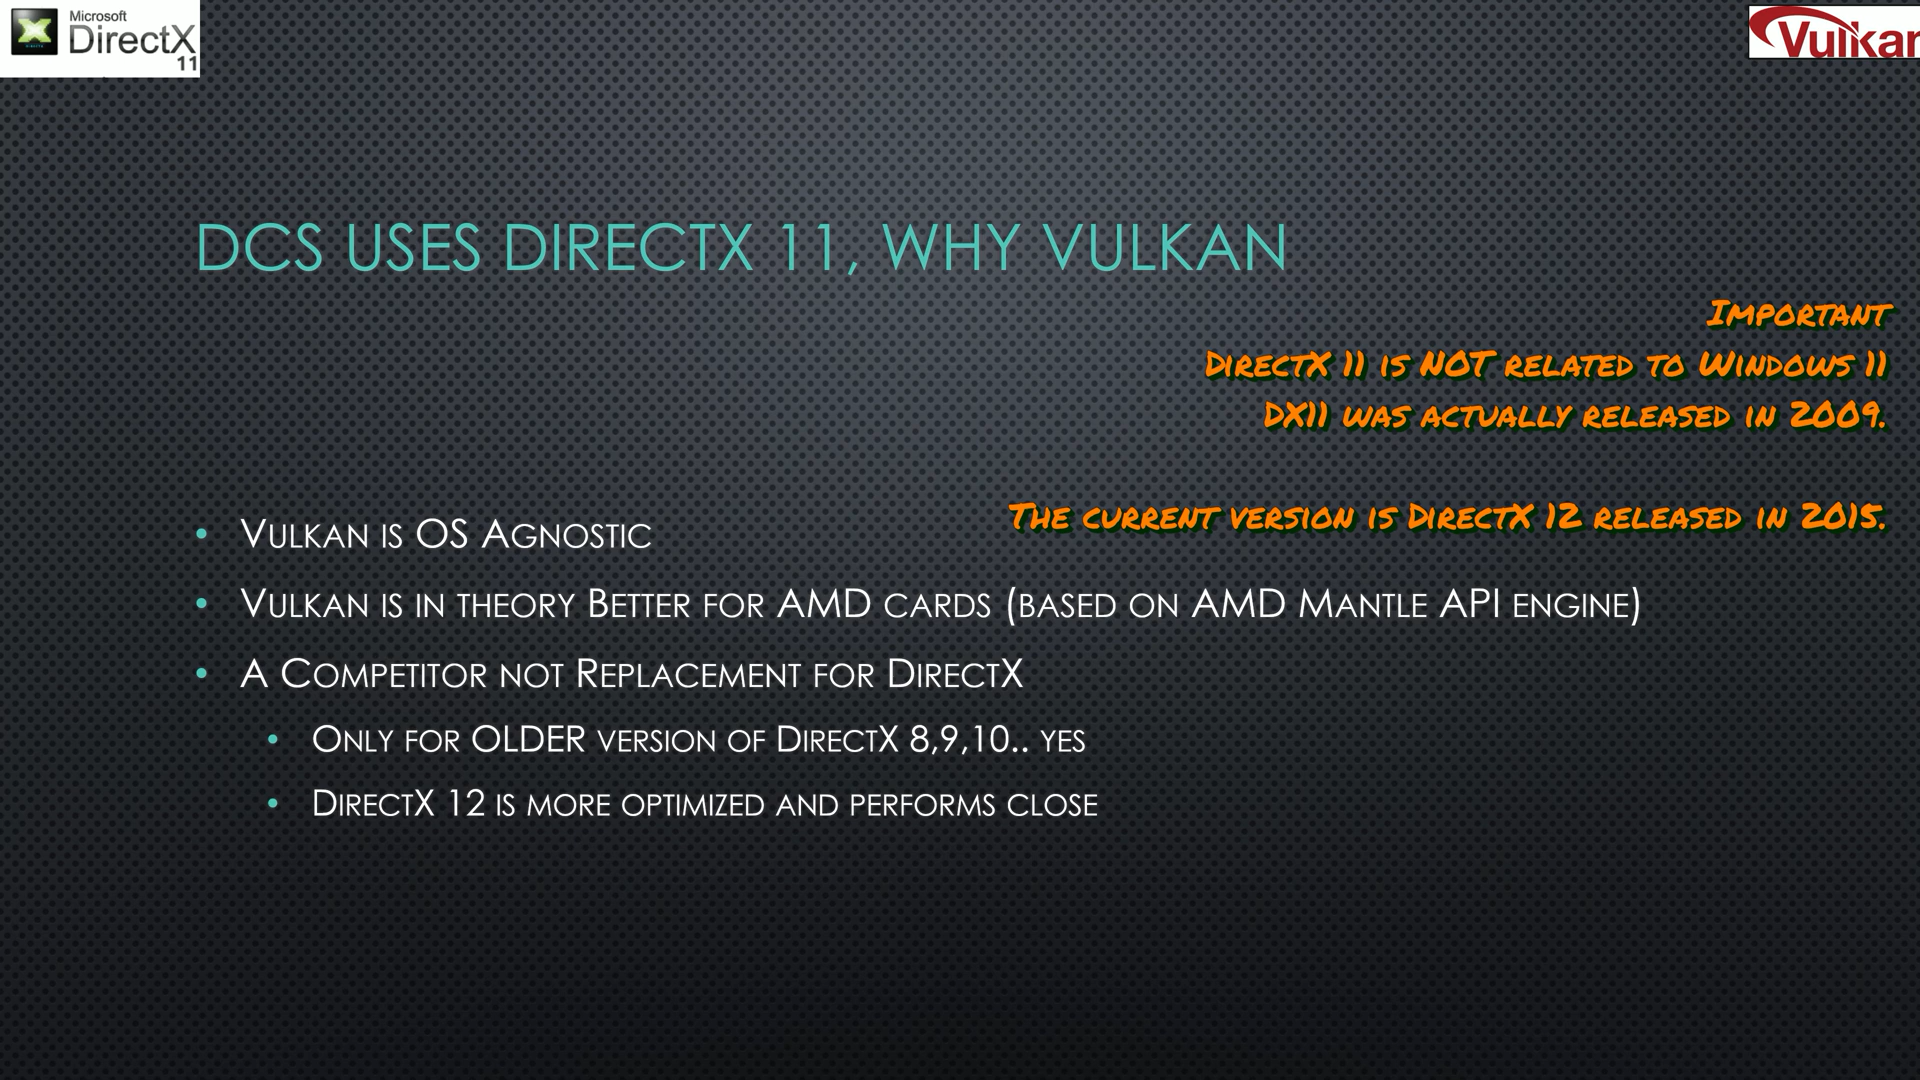 Microsoft
DirectX
11
Vulkan
DCS USES DIRECTX 11, WHY VULKAN
Important
DirectX 11 is NOT related to Windows 11
DX11 was actually released in 2009.
The current version is DirectX 12 released in 2015.
• Vulkan is OS Agnostic
• Vulkan is in theory Better for AMD cards (based on AMD Mantle API engine)
• A Competitor not Replacement for DirectX
• Only for OLDER version of DirectX 8,9,10.. yes
• DirectX 12 is more optimized and performs close